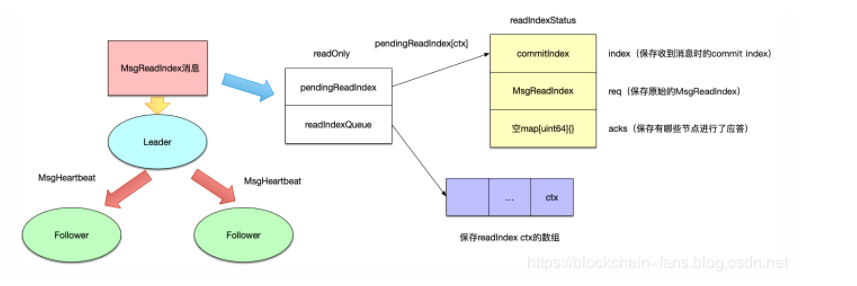 readIndexStatus
MsgReadIndex消息
readOnly
pendingReadIndex[ctx]
commitIndex
index（保存收到消息时的commit index）
pendingReadIndex
MsgReadIndex
req（保存原始的MsgReadIndex）
readIndexQueue
空map[uint64]{}
acks（保存有哪些节点进行了应答）
Leader
MsgHeartbeat
MsgHeartbeat
...
ctx
Follower
Follower
保存readIndex ctx的数组
https://blockchain-fans.blog.csdn.net